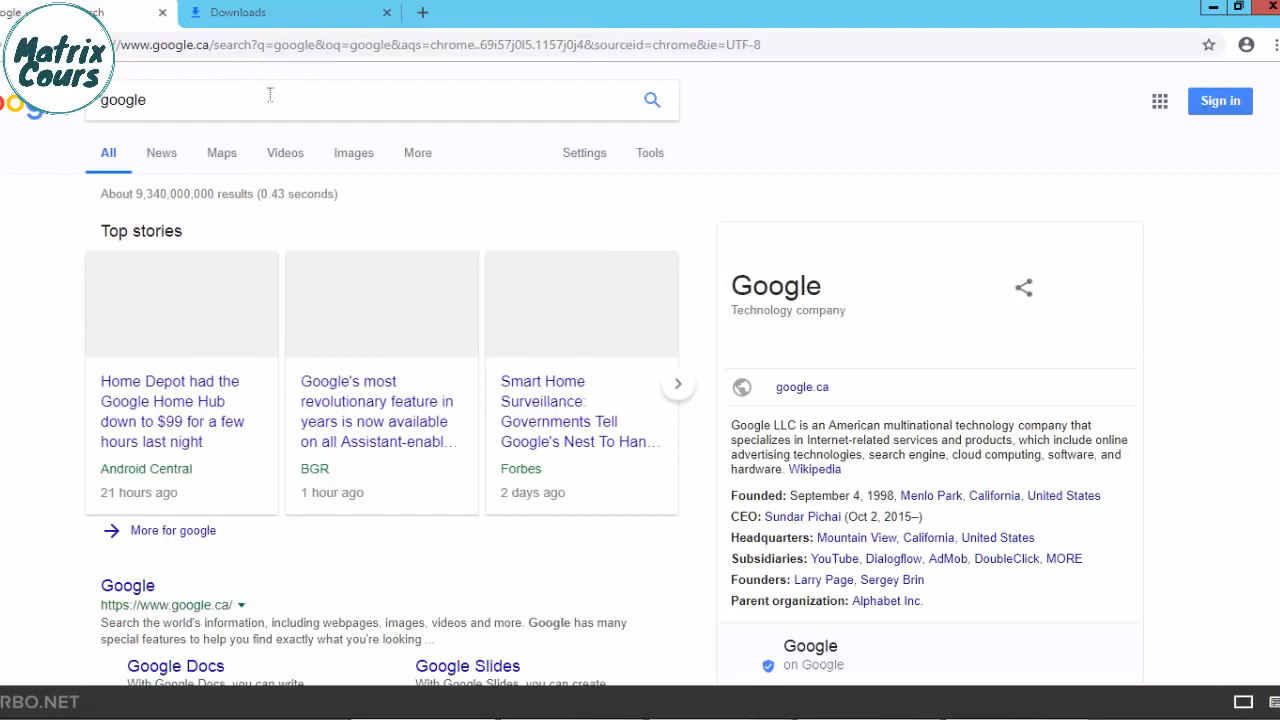 Matrix
Cours
Downloads
www.google.ca/search?q=google&oq=google&aqs=chrome..69i57j0l5.1157j0j4&sourceid=chrome&ie=UTF-8
google
Sign in
All News Maps Videos Images More Settings Tools
About 9,340,000,000 results (0.43 seconds)
Top stories
Home Depot had the
Google Home Hub
down to $99 for a few
hours last night
Android Central
21 hours ago
Google's most
revolutionary feature in
years is now available
on all Assistant-enabl...
BGR
1 hour ago
Smart Home
Surveillance:
Governments Tell
Google's Nest To Han...
Forbes
2 days ago
More for google
Google
https://www.google.ca/
Search the world's information, including webpages, images, videos and more. Google has many
special features to help you find exactly what you're looking ...
Google Docs
With Google Docs, you can write
Google Slides
With Google Slides, you can create
Google
Technology company
google.ca
Google LLC is an American multinational technology company that
specializes in Internet-related services and products, which include online
advertising technologies, search engine, cloud computing, software, and
hardware. Wikipedia
Founded: September 4, 1998, Menlo Park, California, United States
CEO: Sundar Pichai (Oct 2, 2015–)
Headquarters: Mountain View, California, United States
Subsidiaries: YouTube, Dialogflow, AdMob, DoubleClick, MORE
Founders: Larry Page, Sergey Brin
Parent organization: Alphabet Inc.
Google
on Google
RBO.NET